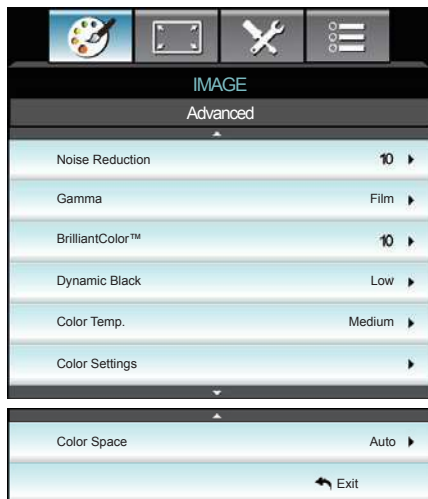 IMAGE
Advanced
Noise Reduction 10
Gamma Film
BrilliantColor™ 10
Dynamic Black Low
Color Temp. Medium
Color Settings
Color Space Auto
Exit